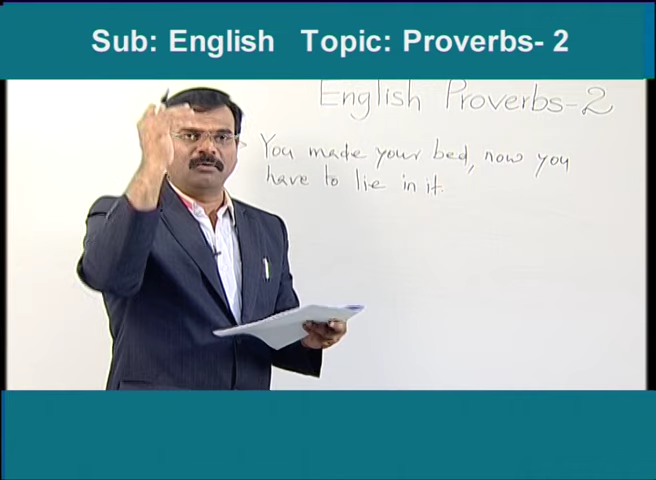 Sub: English Topic: Proverbs- 2
English Proverbs-2
You made your bed, now you
have to lie in it.